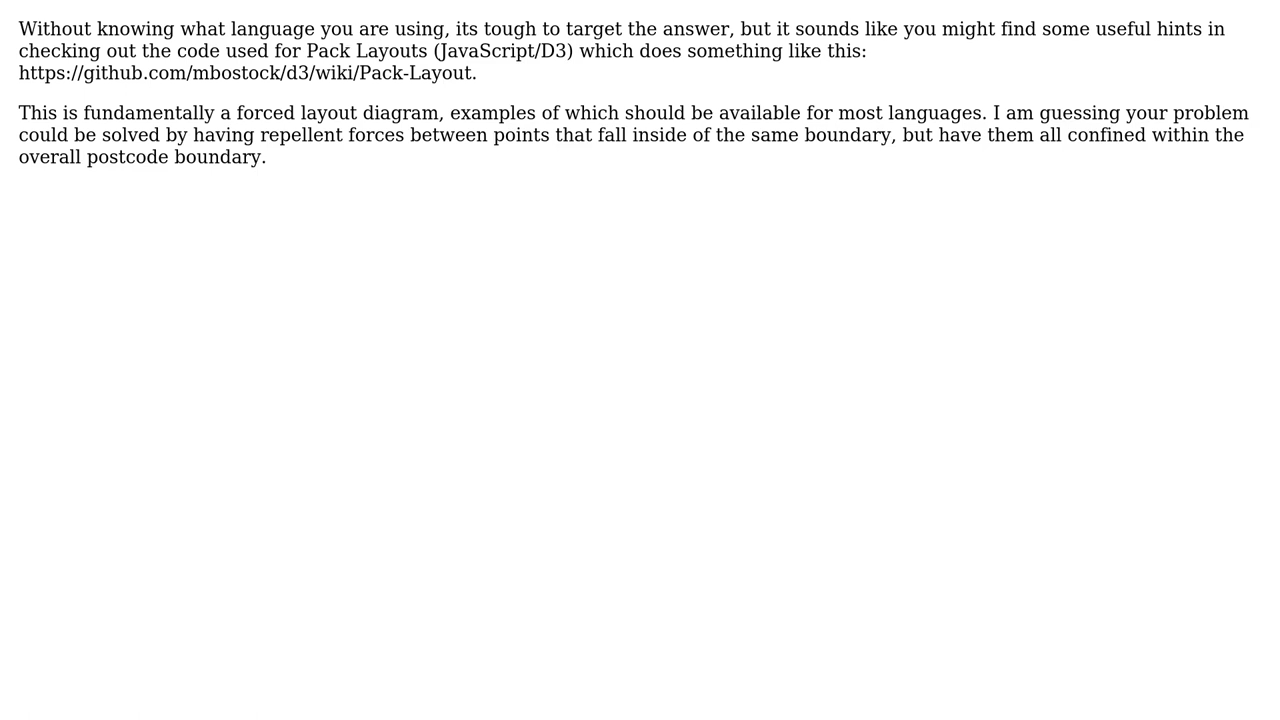 Without knowing what language you are using, its tough to target the answer, but it sounds like you might find some useful hints in
checking out the code used for Pack Layouts (JavaScript/D3) which does something like this:
https://github.com/mbostock/d3/wiki/Pack-Layout.
This is fundamentally a forced layout diagram, examples of which should be available for most languages. I am guessing your problem
could be solved by having repellent forces between points that fall inside of the same boundary, but have them all confined within the
overall postcode boundary.